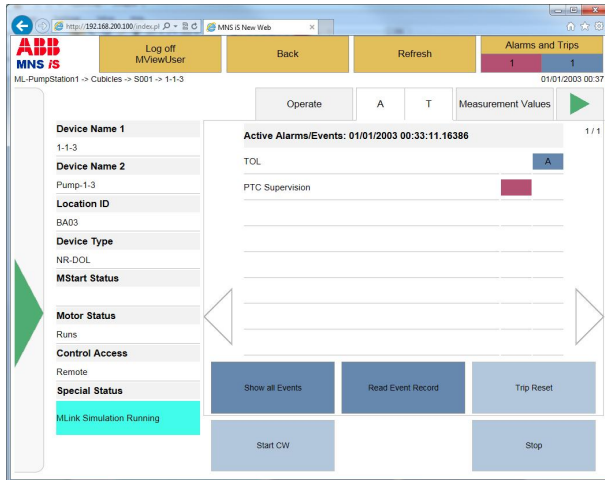 http://192.168.200.100/index.pl
MNS iS New Web
ABB
MNS iS
Log off
MViewUser
Back
Refresh
Alarms and Trips
1 1
ML-PumpStation1 -> Cubicles -> S001 -> 1-1-3
01/01/2003 00:37
Operate
A
T
Measurement Values
Device Name 1
1-1-3
Device Name 2
Pump-1-3
Location ID
BA03
Device Type
NR-DOL
MStart Status
Motor Status
Runs
Control Access
Remote
Special Status
MLink Simulation Running
Active Alarms/Events: 01/01/2003 00:33:11.16386
1 / 1
TOL
A
PTC Supervision
Show all Events
Read Event Record
Trip Reset
Start CW
Stop